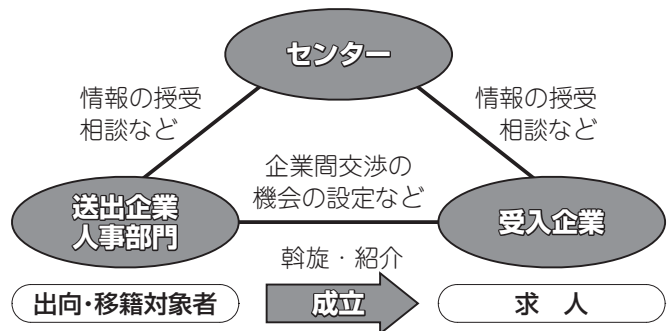 センター
情報の授受
相談など
情報の授受
相談など
企業間交渉の
機会の設定など
送出企業
人事部門
受入企業
斡旋・紹介
出向・移籍対象者
成立
求　人